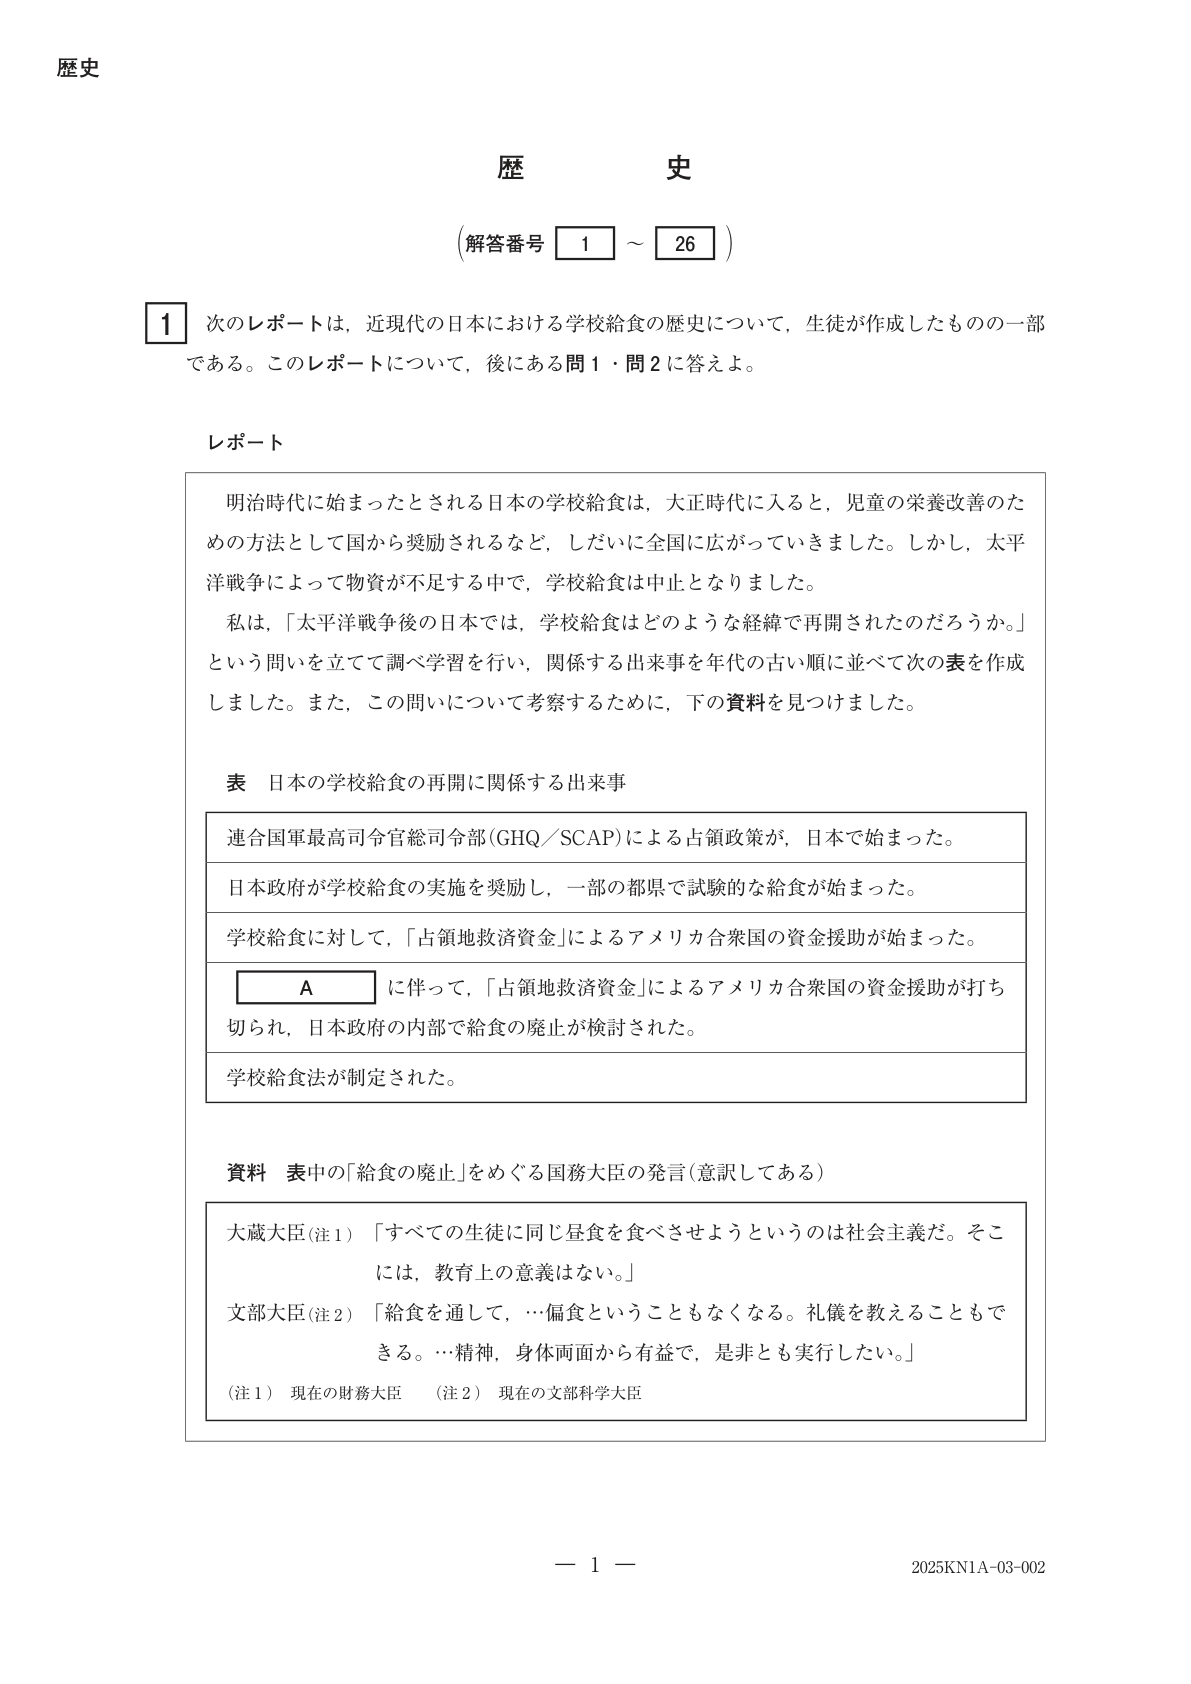 歴史
歴 史
(解答番号 1 ～ 26 )
1 次のレポートは，近現代の日本における学校給食の歴史について，生徒が作成したものの一部
である。このレポートについて，後にある問1・問2に答えよ。
レポート
明治時代に始まったとされる日本の学校給食は，大正時代に入ると，児童の栄養改善のた
めの方法として国から奨励されるなど，しだいに全国に広がっていきました。しかし，太平
洋戦争によって物資が不足する中で，学校給食は中止となりました。
私は，「太平洋戦争後の日本では，学校給食はどのような経緯で再開されたのだろうか。」
という問いを立てて調べ学習を行い，関係する出来事を年代の古い順に並べて次の表を作成
しました。また，この問いについて考察するために，下の資料を見つけました。
表 日本の学校給食の再開に関係する出来事
連合国軍最高司令官総司令部(GHQ／SCAP)による占領政策が，日本で始まった。
日本政府が学校給食の実施を奨励し，一部の都県で試験的な給食が始まった。
学校給食に対して，「占領地救済資金」によるアメリカ合衆国の資金援助が始まった。
A に伴って，「占領地救済資金」によるアメリカ合衆国の資金援助が打ち
切られ，日本政府の内部で給食の廃止が検討された。
学校給食法が制定された。
資料 表中の「給食の廃止」をめぐる国務大臣の発言(意訳してある)
大蔵大臣(注1) 「すべての生徒に同じ昼食を食べさせようというのは社会主義だ。そこ
には，教育上の意義はない。」
文部大臣(注2) 「給食を通して，…偏食ということもなくなる。礼儀を教えることもで
きる。…精神，身体両面から有益で，是非とも実行したい。」
(注1) 現在の財務大臣 (注2) 現在の文部科学大臣
― 1 ―
2025KN1A-03-002